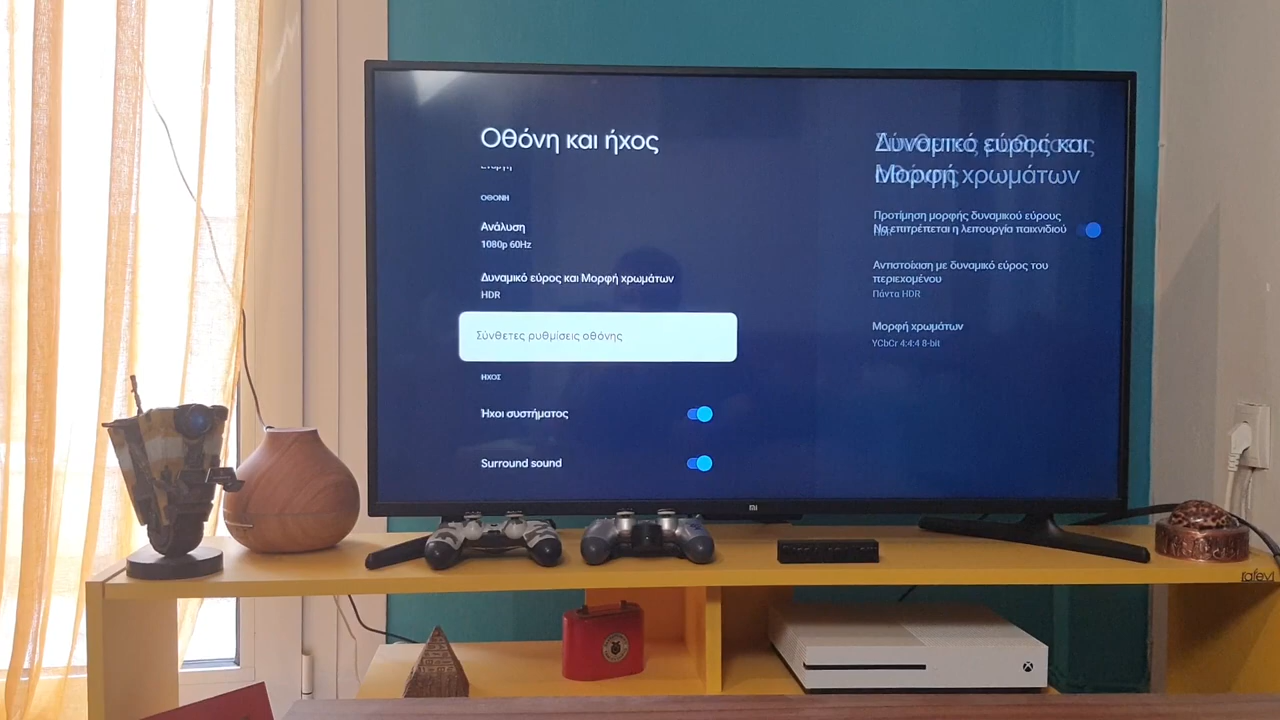 Οθόνη και ήχος
ΟΘΟΝΗ
Ανάλυση
1080p 60Hz
Δυναμικό εύρος και Μορφή χρωμάτων
HDR
Σύνθετες ρυθμίσεις οθόνης
ΗΧΟΣ
Ήχοι συστήματος
Surround sound
Δυναμικό εύρος και
Μορφή χρωμάτων
Προτίμηση μορφής δυναμικού εύρους
Να επιτρέπεται η λειτουργία παιχνιδιού
Αντιστοίχιση με δυναμικό εύρος του
περιεχομένου
Πάντα HDR
Μορφή χρωμάτων
YCbCr 4:4:4 8-bit
mi